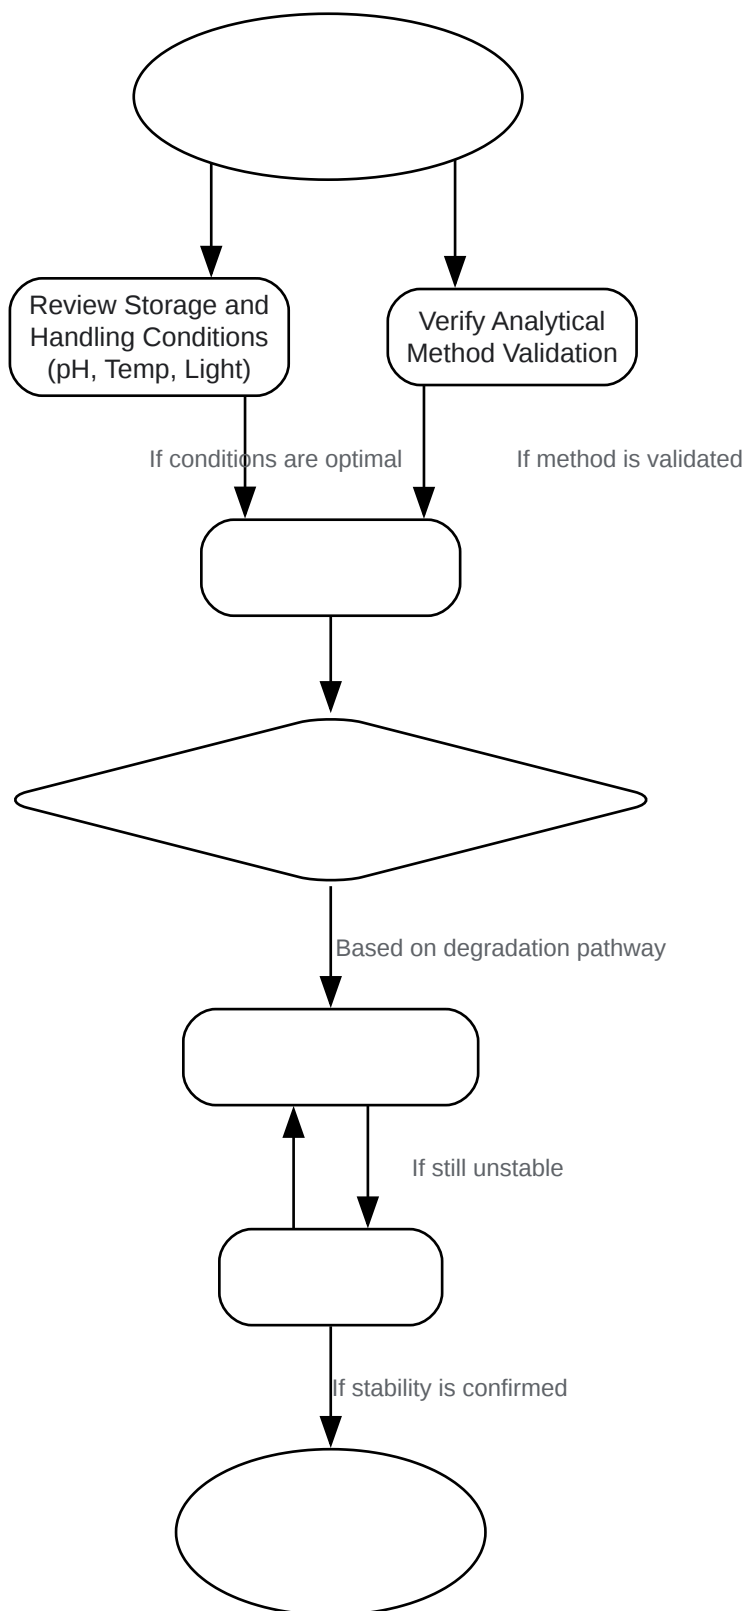 Review Storage and
Handling Conditions
(pH, Temp, Light)
Verify Analytical
Method Validation
If conditions are optimal
If method is validated
Based on degradation pathway
If still unstable
If stability is confirmed